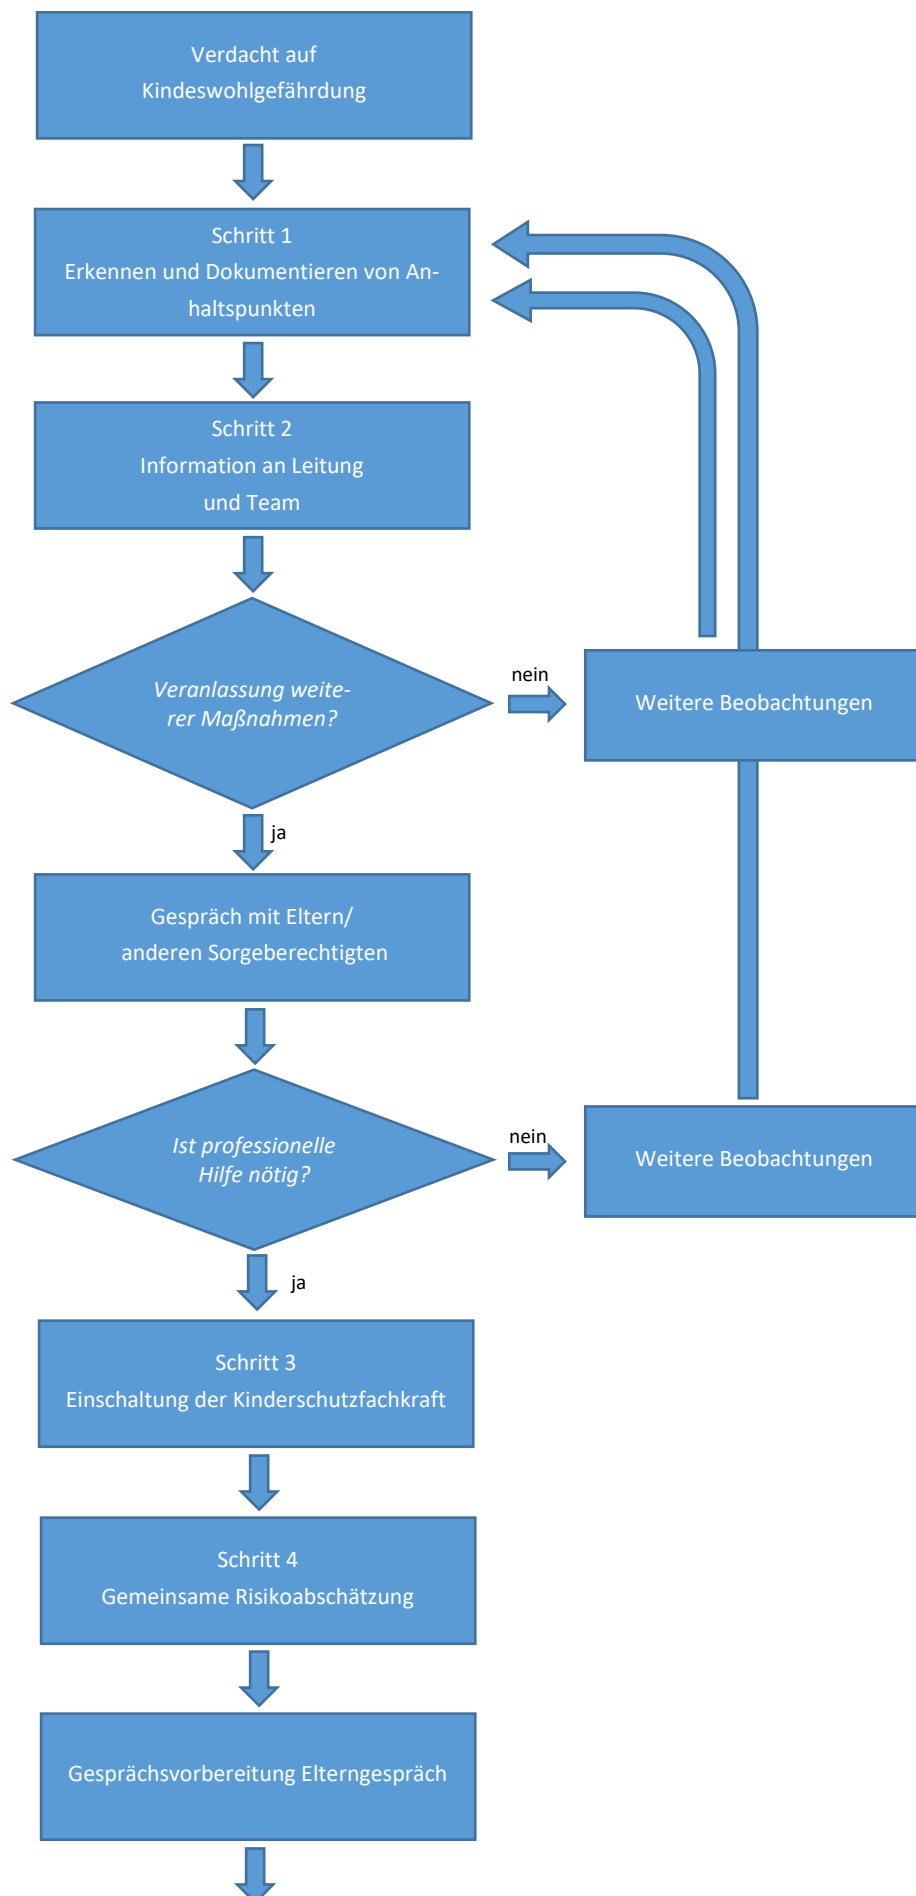 Verdacht auf
Kindeswohlgefährdung
Schritt 1
Erkennen und Dokumentieren von An-
haltspunkten
Schritt 2
Information an Leitung
und Team
Veranlassung weite-
rer Maßnahmen?
nein
Weitere Beobachtungen
ja
Gespräch mit Eltern/
anderen Sorgeberechtigten
Ist professionelle
Hilfe nötig?
nein
Weitere Beobachtungen
ja
Schritt 3
Einschaltung der Kinderschutzfachkraft
Schritt 4
Gemeinsame Risikoabschätzung
Gesprächsvorbereitung Elterngespräch